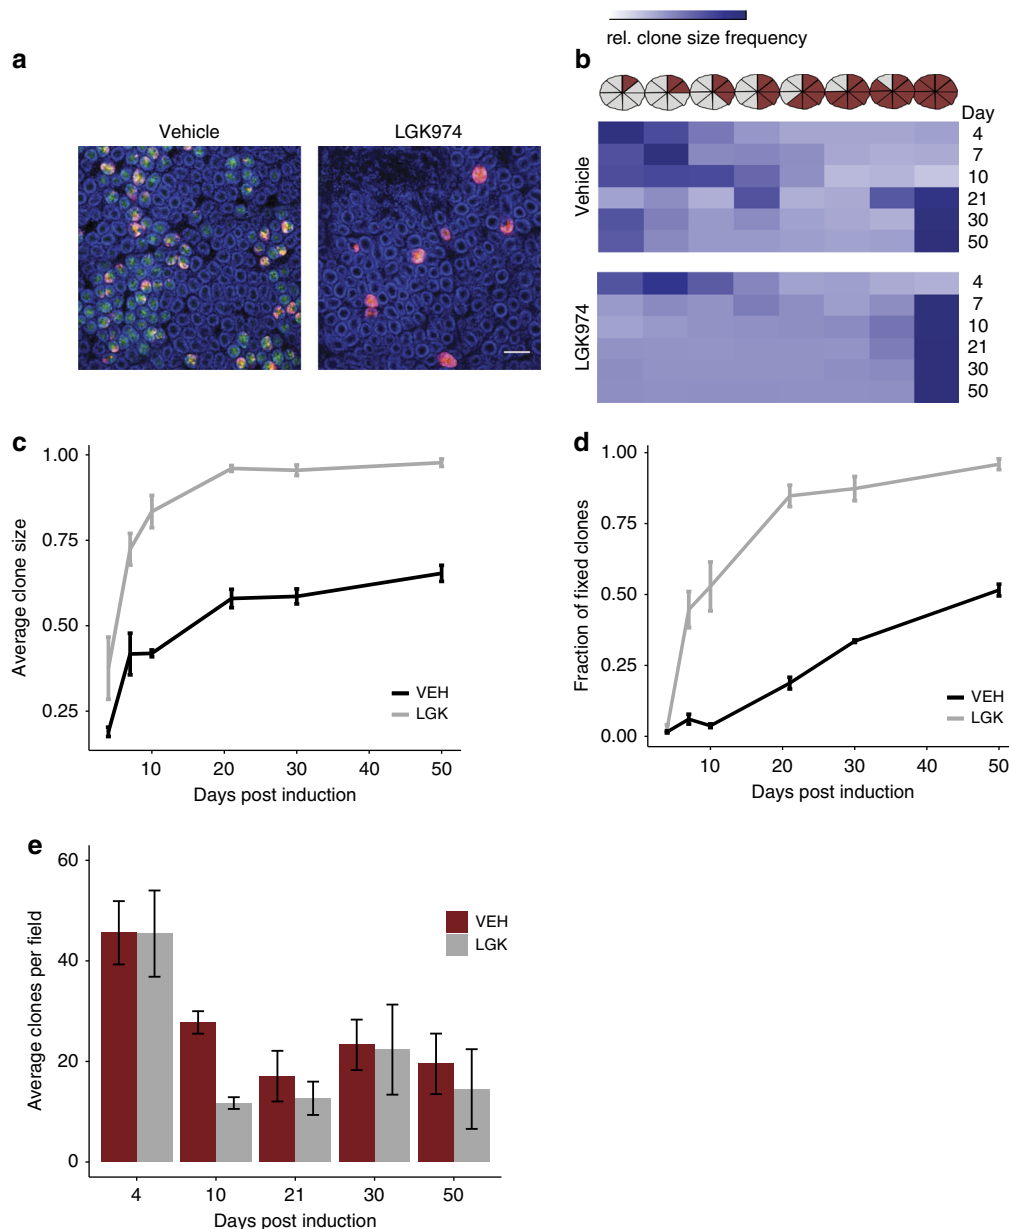 rel. clone size frequency
a
b
Vehicle
LGK974
Day
Vehicle
4
7
10
21
30
50
LGK974
4
7
10
21
30
50
c
1.00
0.75
0.50
0.25
Average clone size
VEH
LGK
10
20
30
40
50
Days post induction
d
1.00
0.75
0.50
0.25
0.00
Fraction of fixed clones
VEH
LGK
10
20
30
40
50
Days post induction
e
60
40
20
0
Average clones per field
VEH
LGK
4
10
21
30
50
Days post induction